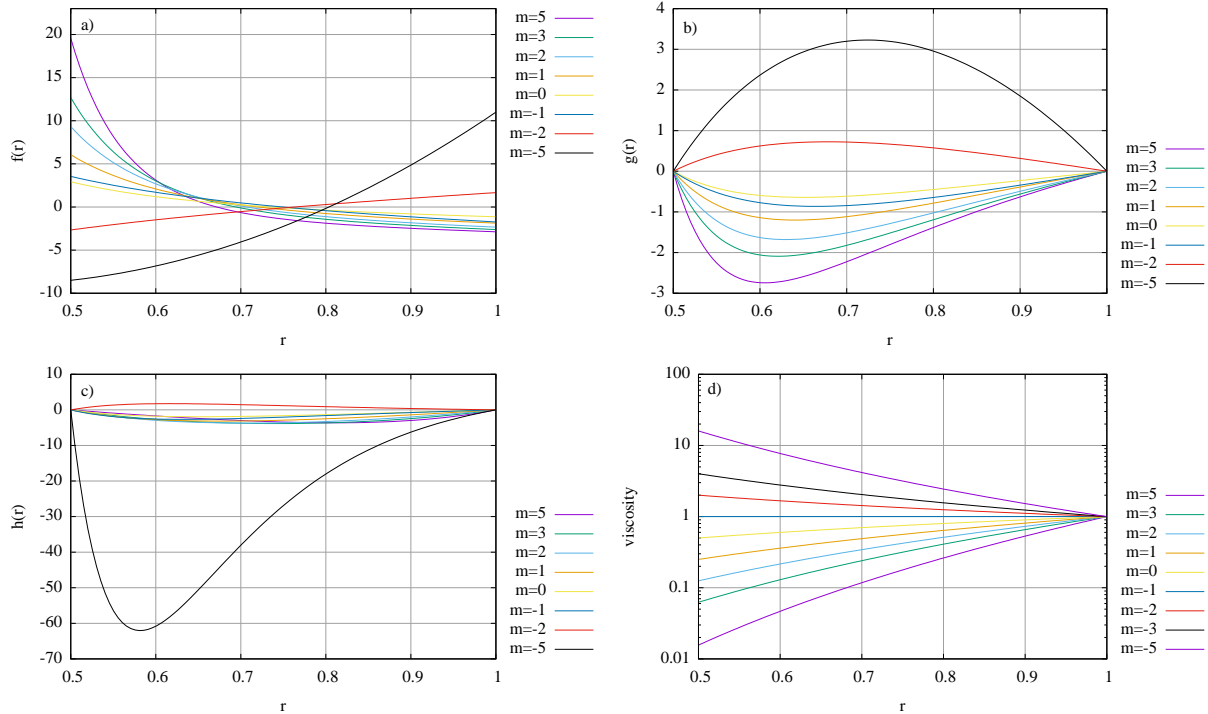 a)
f(r)
20
15
10
5
0
-5
-10
0.5 0.6 0.7 0.8 0.9 1
r
m=5
m=3
m=2
m=1
m=0
m=-1
m=-2
m=-5
b)
g(r)
4
3
2
1
0
-1
-2
-3
0.5 0.6 0.7 0.8 0.9 1
r
m=5
m=3
m=2
m=1
m=0
m=-1
m=-2
m=-5
c)
h(r)
10
0
-10
-20
-30
-40
-50
-60
-70
0.5 0.6 0.7 0.8 0.9 1
r
m=5
m=3
m=2
m=1
m=0
m=-1
m=-2
m=-5
d)
viscosity
100
10
1
0.1
0.01
0.5 0.6 0.7 0.8 0.9 1
r
m=5
m=3
m=2
m=1
m=0
m=-1
m=-2
m=-3
m=-5